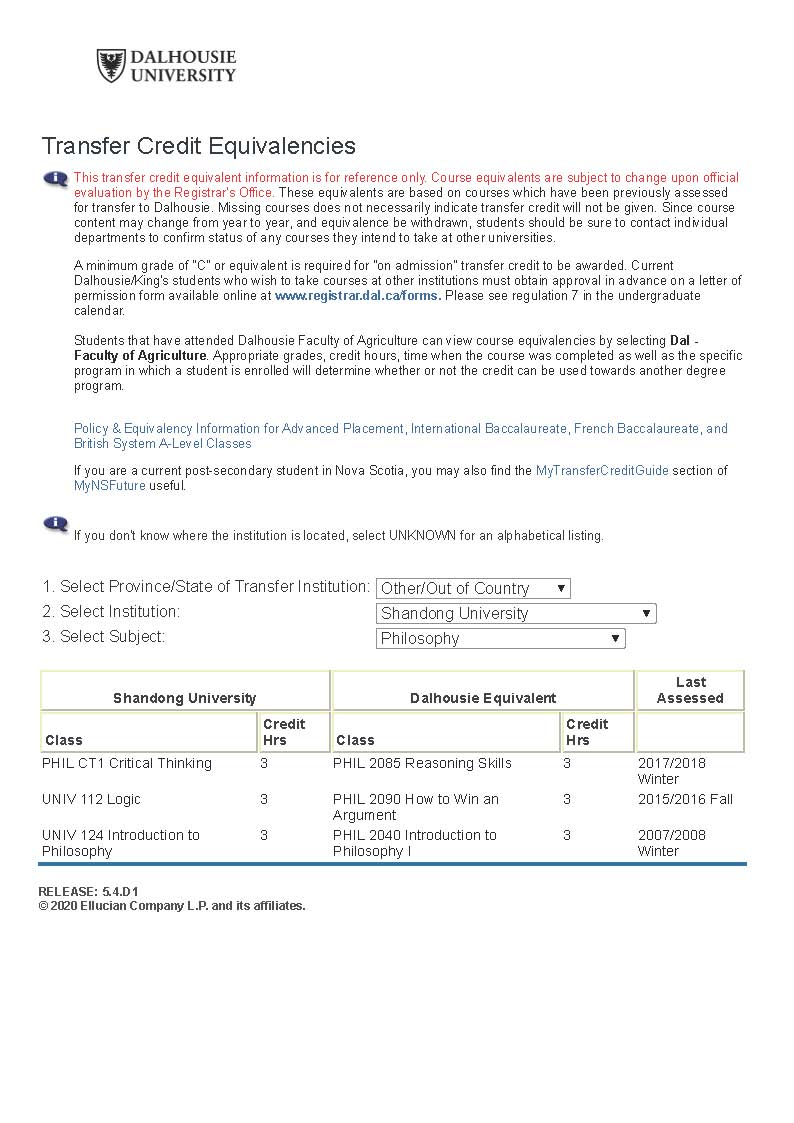 DALHOUSIE
UNIVERSITY
Transfer Credit Equivalencies
This transfer credit equivalent information is for reference only. Course equivalents are subject to change upon official
evaluation by the Registrar's Office. These equivalents are based on courses which have been previously assessed
for transfer to Dalhousie. Missing courses does not necessarily indicate transfer credit will not be given. Since course
content may change from year to year, and equivalence be withdrawn, students should be sure to contact individual
departments to confirm status of any courses they intend to take at other universities.
A minimum grade of "C" or equivalent is required for "on admission" transfer credit to be awarded. Current
Dalhousie/King's students who wish to take courses at other institutions must obtain approval in advance on a letter of
permission form available online at www.registrar.dal.ca/forms. Please see regulation 7 in the undergraduate
calendar.
Students that have attended Dalhousie Faculty of Agriculture can view course equivalencies by selecting Dal -
Faculty of Agriculture. Appropriate grades, credit hours, time when the course was completed as well as the specific
program in which a student is enrolled will determine whether or not the credit can be used towards another degree
program.
Policy & Equivalency Information for Advanced Placement, International Baccalaureate, French Baccalaureate, and
British System A-Level Classes
If you are a current post-secondary student in Nova Scotia, you may also find the MyTransferCreditGuide section of
MyNSFuture useful.
If you don't know where the institution is located, select UNKNOWN for an alphabetical listing.
1. Select Province/State of Transfer Institution: Other/Out of Country
2. Select Institution: Shandong University
3. Select Subject: Philosophy
Shandong University Dalhousie Equivalent Last
Assessed
Class Credit
Hrs Class Credit
Hrs
PHIL CT1 Critical Thinking 3 PHIL 2085 Reasoning Skills 3 2017/2018
Winter
UNIV 112 Logic 3 PHIL 2090 How to Win an 3 2015/2016 Fall
Argument
UNIV 124 Introduction to 3 PHIL 2040 Introduction to 3 2007/2008
Philosophy Philosophy I Winter
RELEASE: 5.4.D1
© 2020 Ellucian Company L.P. and its affiliates.